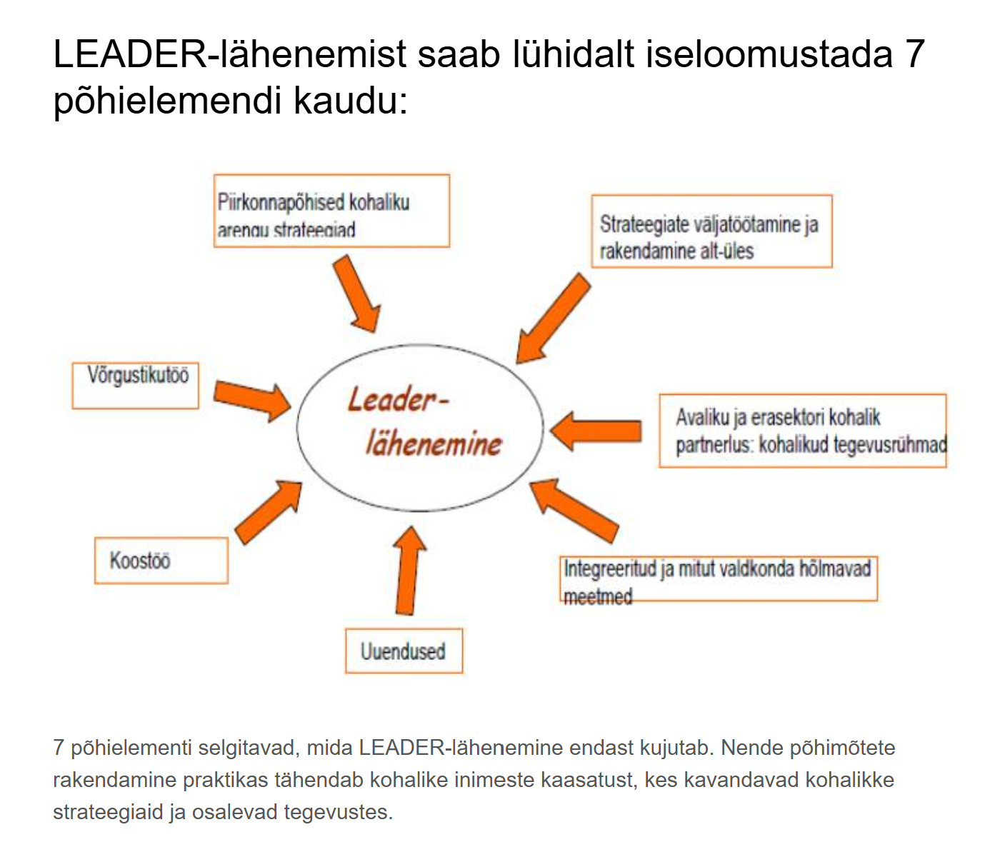 LEADER-lähenemist saab lühidalt iseloomustada 7
põhielemendi kaudu:
Piirkonnapõhised kohaliku
arengu strateegiad
Strateegiate väljatöötamine ja
rakendamine alt-üles
Võrgustikutöö
Leader-
lähenemine
Avaliku ja erasektori kohalik
partnerlus: kohalikud tegevusrühmad
Koostöö
Integreeritud ja mitut valdkonda hõlmavad
meetmed
Uuendused
7 põhielementi selgitavad, mida LEADER-lähenemine endast kujutab. Nende põhimõtete
rakendamine praktikas tähendab kohalike inimeste kaasatust, kes kavandavad kohalikke
strateegiaid ja osalevad tegevustes.